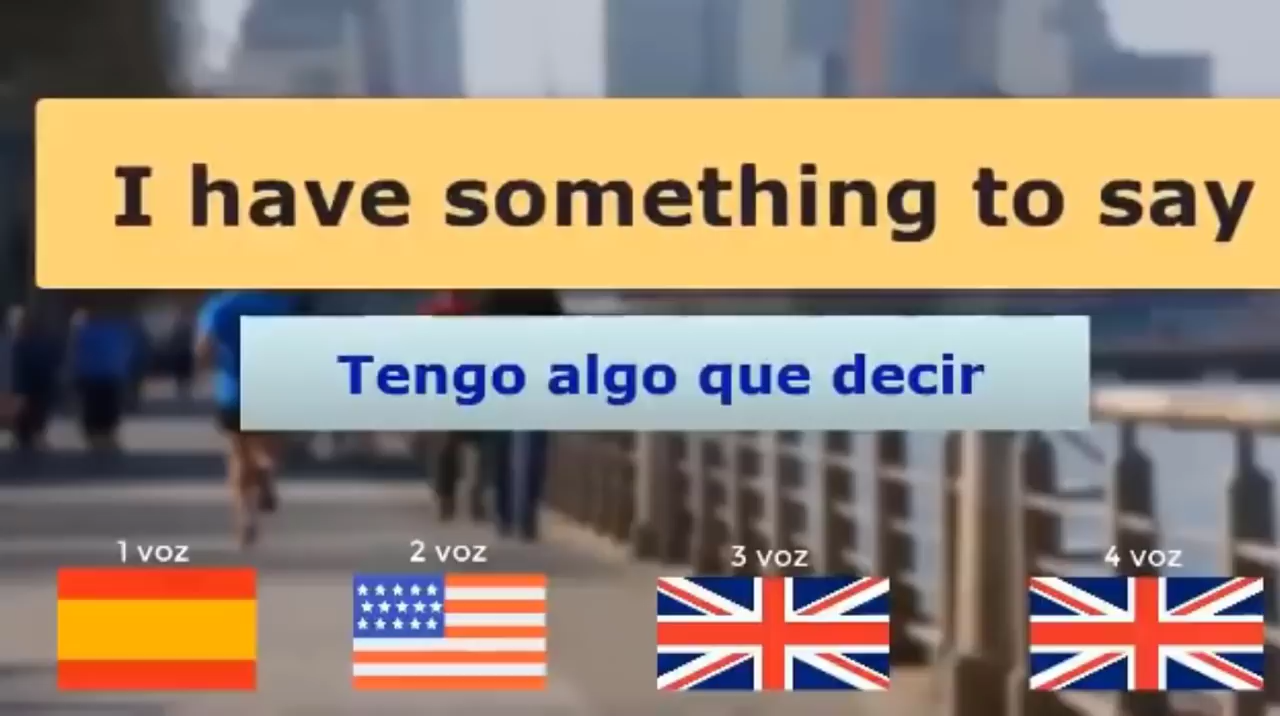 I have something to say
Tengo algo que decir
1 voz
2 voz
3 voz
4 voz